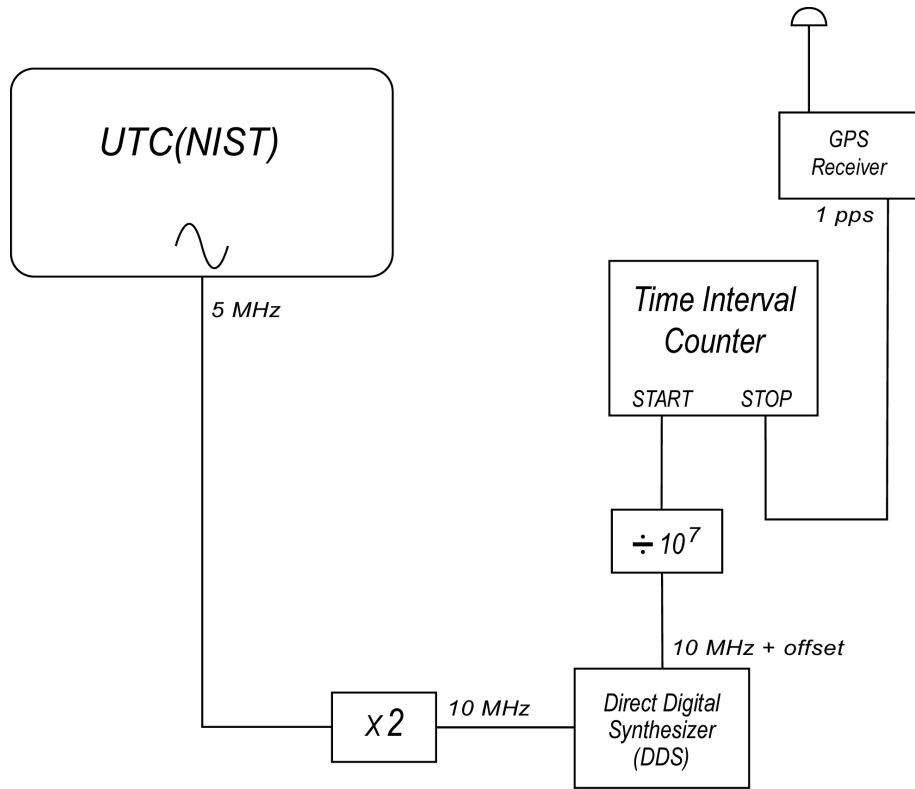 UTC(NIST)
5 MHz
GPS
Receiver
1 pps
Time Interval
Counter
START STOP
÷ 10⁷
10 MHz + offset
X 2
10 MHz
Direct Digital
Synthesizer
(DDS)